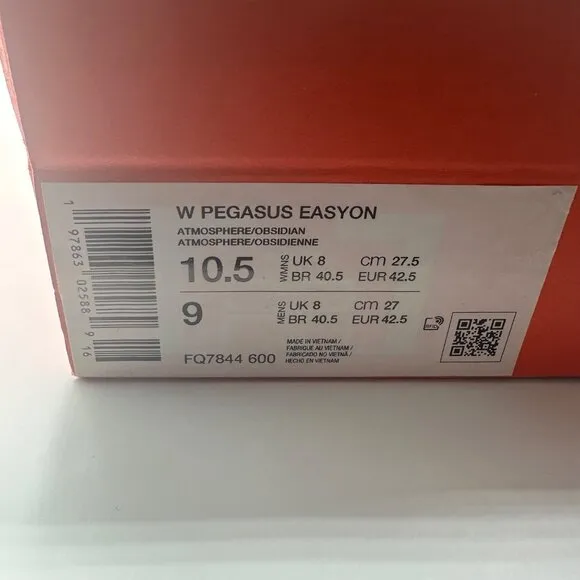 W PEGASUS EASYON
ATMOSPHERE/OBSIDIAN
ATMOSPHERE/OBSIDIENNE
10.5 WMNS UK 8 CM 27.5
BR 40.5 EUR 42.5
9 MENS UK 8 CM 27
BR 40.5 EUR 42.5
MADE IN VIETNAM /
FABRIQUE AU VIETNAM /
FABRICADO NO VIETNÃ /
HECHO EN VIETNAM
FQ7844 600
RFID
1 97863 02588 9 16